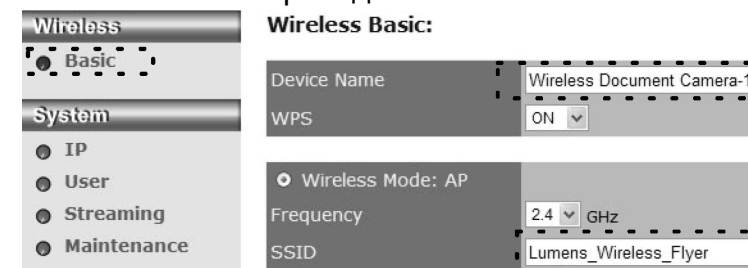 Wireless
Basic
System
IP
User
Streaming
Maintenance
Wireless Basic:
Device Name Wireless Document Camera-1
WPS ON
Wireless Mode: AP
Frequency 2.4 GHz
SSID Lumens_Wireless_Flyer